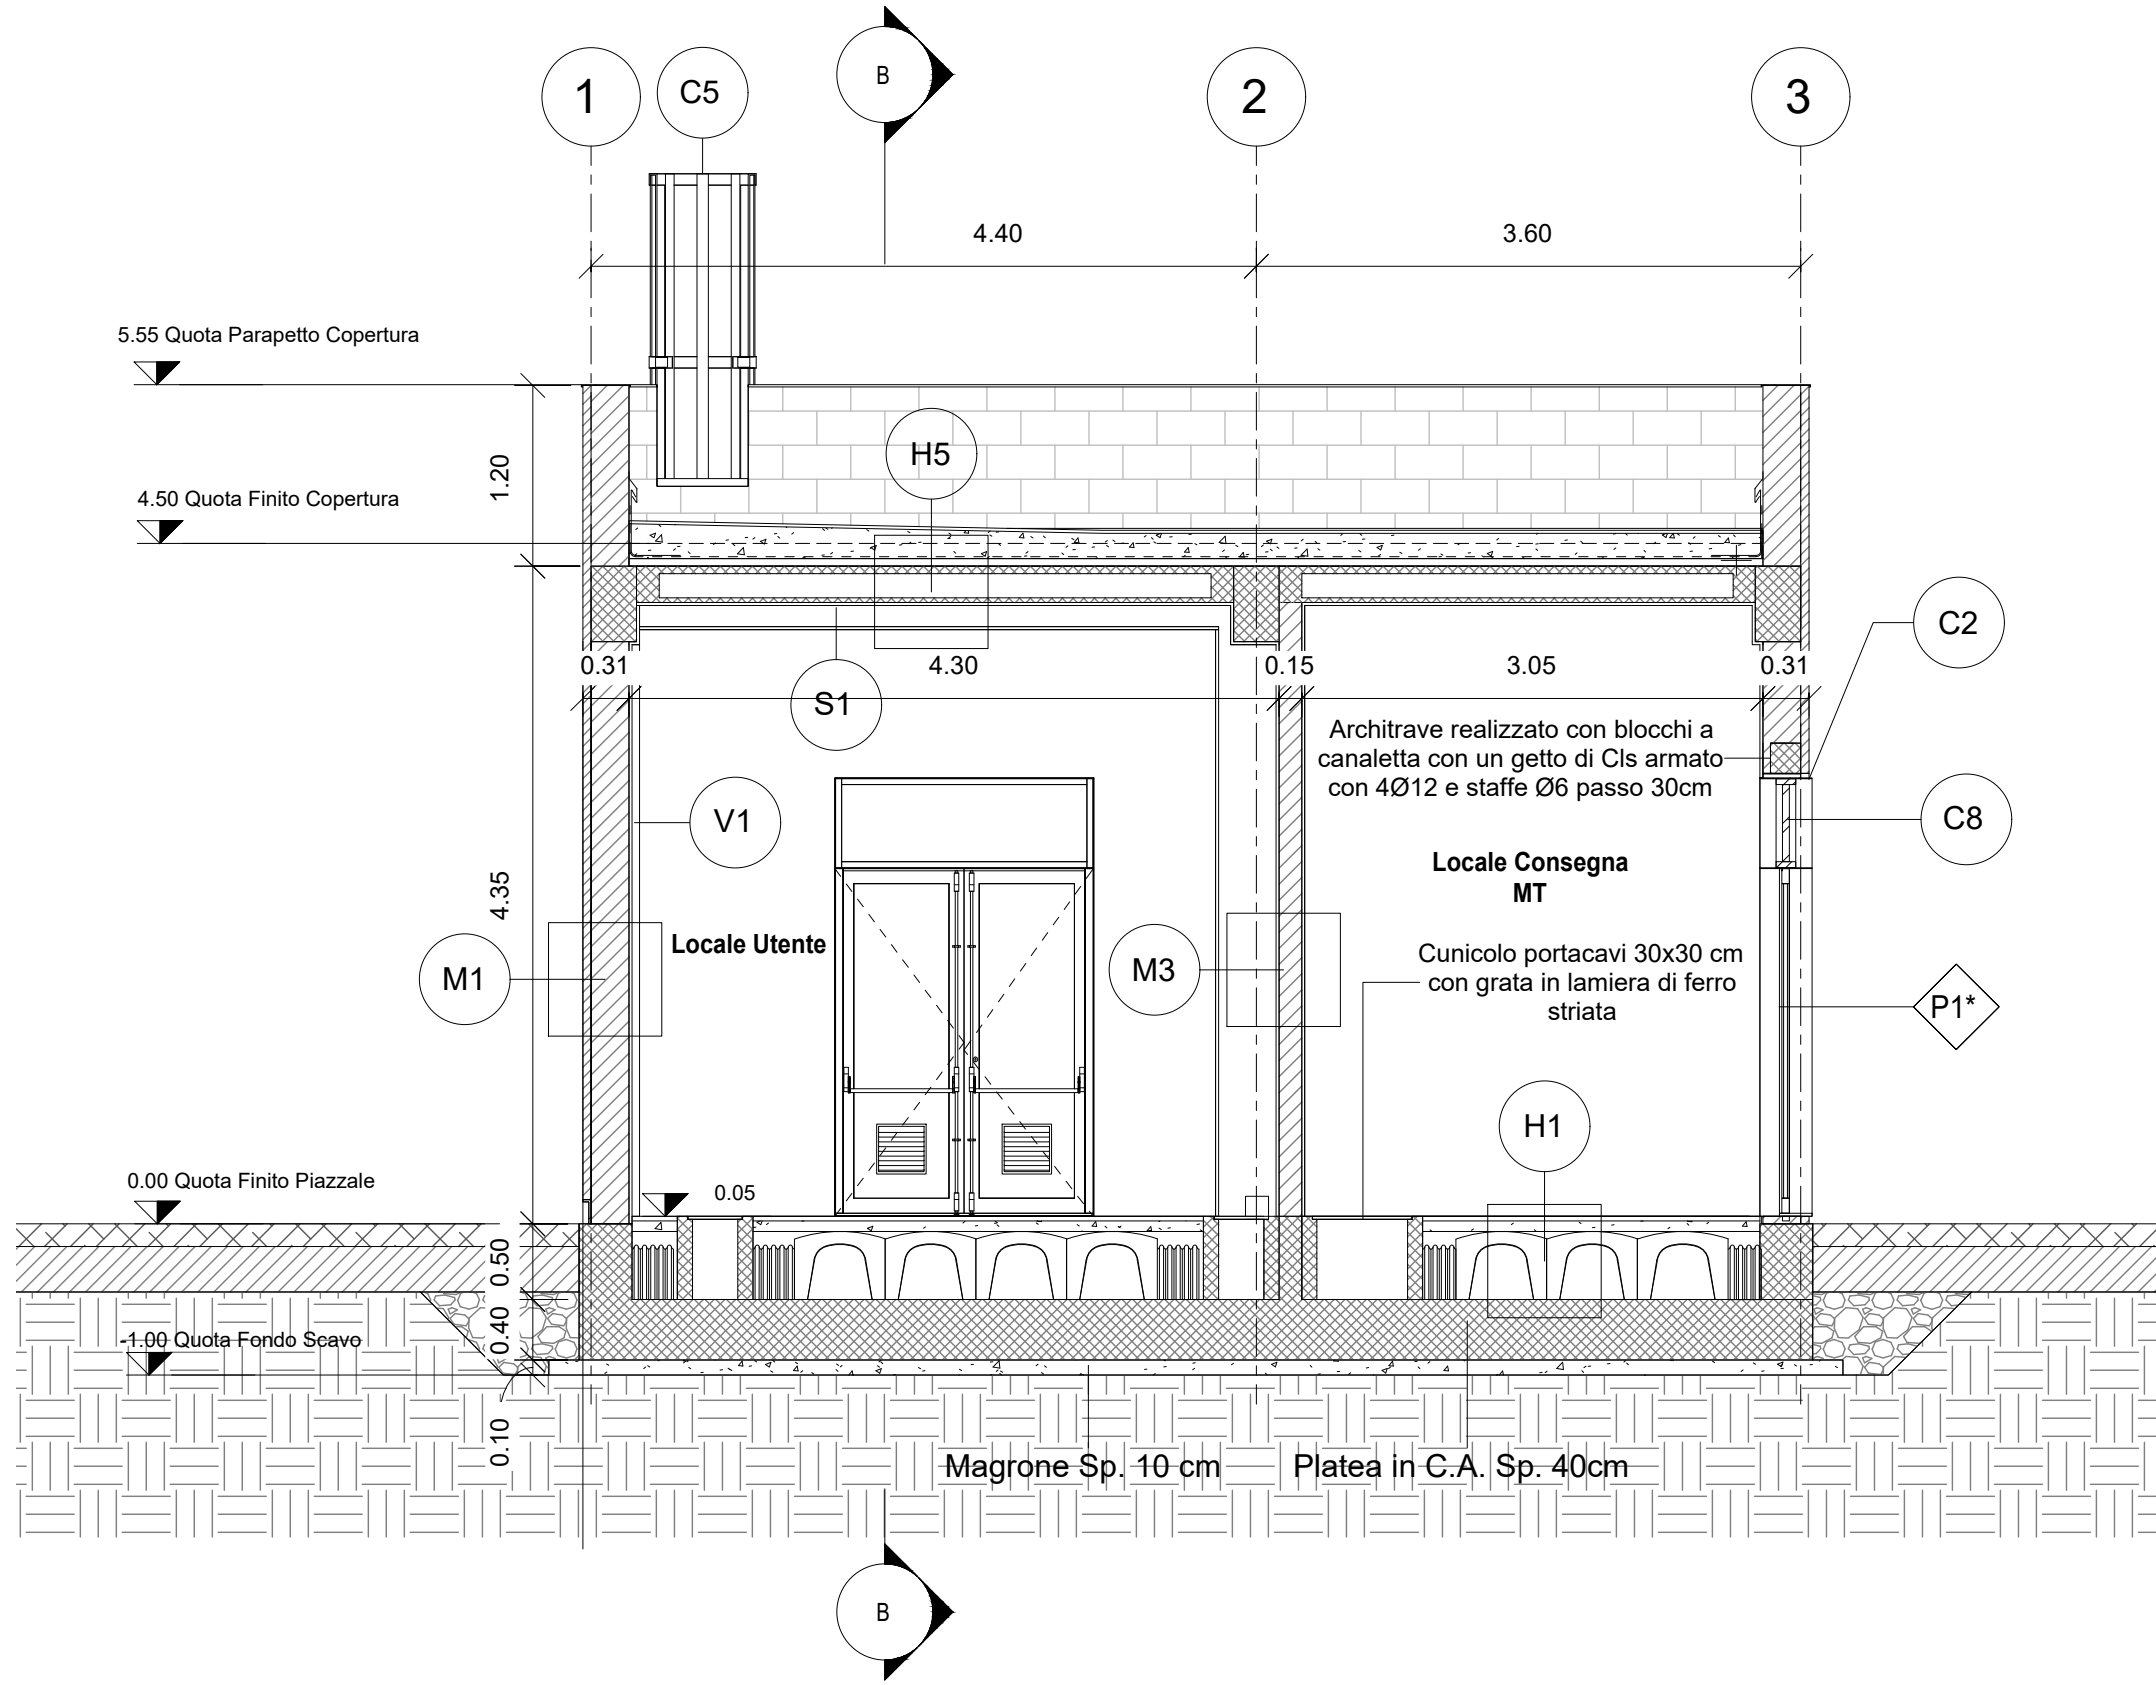 B
1
C5
2
3
4.40
3.60
5.55 Quota Parapetto Copertura
H5
1.20
4.50 Quota Finito Copertura
C2
0.31
4.30
0.15
3.05
0.31
S1
Architrave realizzato con blocchi a
canaletta con un getto di Cls armato
con 4Ø12 e staffe Ø6 passo 30cm
V1
C8
Locale Consegna
MT
4.35
Locale Utente
M1
M3
Cunicolo portacavi 30x30 cm
con grata in lamiera di ferro
striata
P1*
H1
0.00 Quota Finito Piazzale
0.05
0.50
0.40
-1.00 Quota Fondo Scavo
0.10
Magrone Sp. 10 cm
Platea in C.A. Sp. 40cm
B